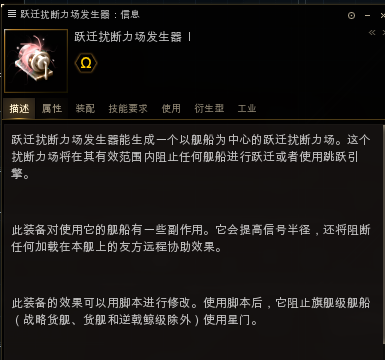 跃迁扰断力场发生器：信息
跃迁扰断力场发生器 I
Ω
描述 属性 装配 技能要求 使用 衍生型 工业
跃迁扰断力场发生器能生成一个以舰船为中心的跃迁扰断力场。这个
扰断力场将在其有效范围内阻止任何舰船进行跃迁或者使用跳跃引
擎。
此装备对使用它的舰船有一些副作用。它会提高信号半径，还将阻断
任何加载在本舰上的友方远程协助效果。
此装备的效果可以用脚本进行修改。使用脚本后，它阻止旗舰级舰船
（战略货舰、货舰和逆戟鲸级除外）使用星门。